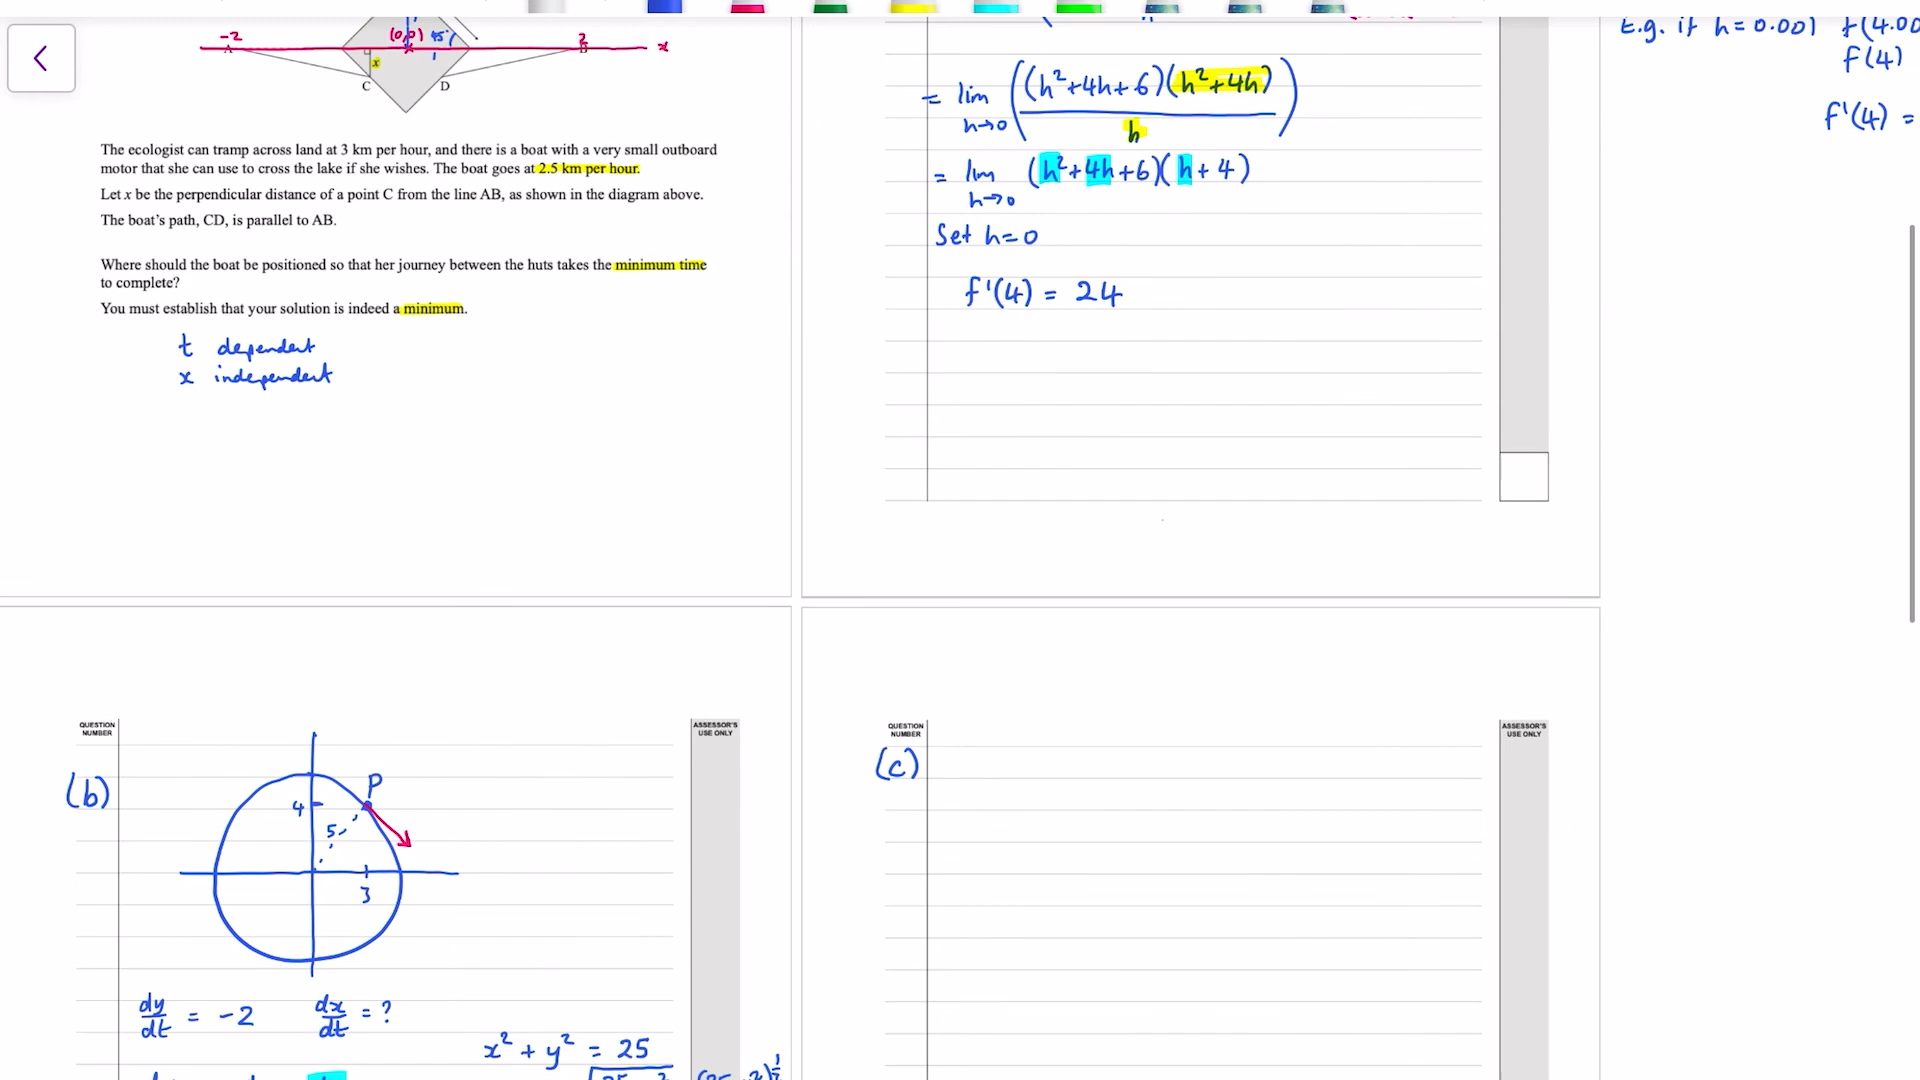 -2 (0,0) 45° 2 x
A B
x
C D
The ecologist can tramp across land at 3 km per hour, and there is a boat with a very small outboard
motor that she can use to cross the lake if she wishes. The boat goes at 2.5 km per hour.
Let x be the perpendicular distance of a point C from the line AB, as shown in the diagram above.
The boat's path, CD, is parallel to AB.
Where should the boat be positioned so that her journey between the huts takes the minimum time
to complete?
You must establish that your solution is indeed a minimum.
t dependent
x independent
= lim h→0 ((h²+4h+6)(h²+4h) / h)
= lim h→0 (h²+4h+6)(h+4)
Set h=0
f'(4) = 24
E.g. if h=0.001 f(4.00
f(4)
f'(4) =
QUESTION NUMBER
ASSESSOR'S USE ONLY
(b)
P
4
5
3
dy/dt = -2 dx/dt = ?
x² + y² = 25
QUESTION NUMBER
ASSESSOR'S USE ONLY
(c)